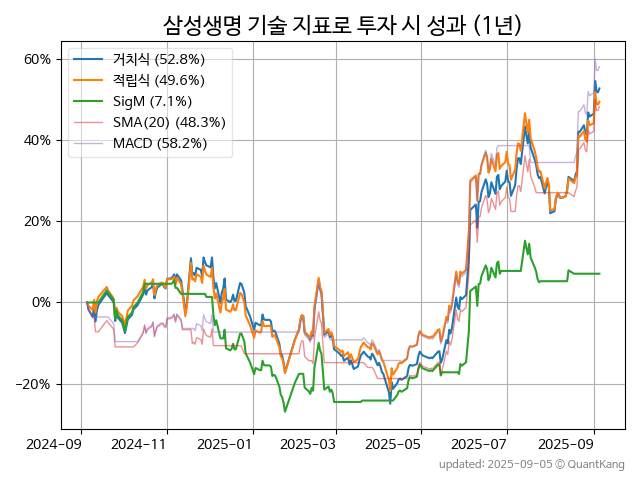 삼성생명 기술 지표로 투자 시 성과 (1년)
거치식 (52.8%)
적립식 (49.6%)
SigM (7.1%)
SMA(20) (48.3%)
MACD (58.2%)
60%
40%
20%
0%
−20%
2024-09
2024-11
2025-01
2025-03
2025-05
2025-07
2025-09
updated: 2025-09-05 © QuantKang